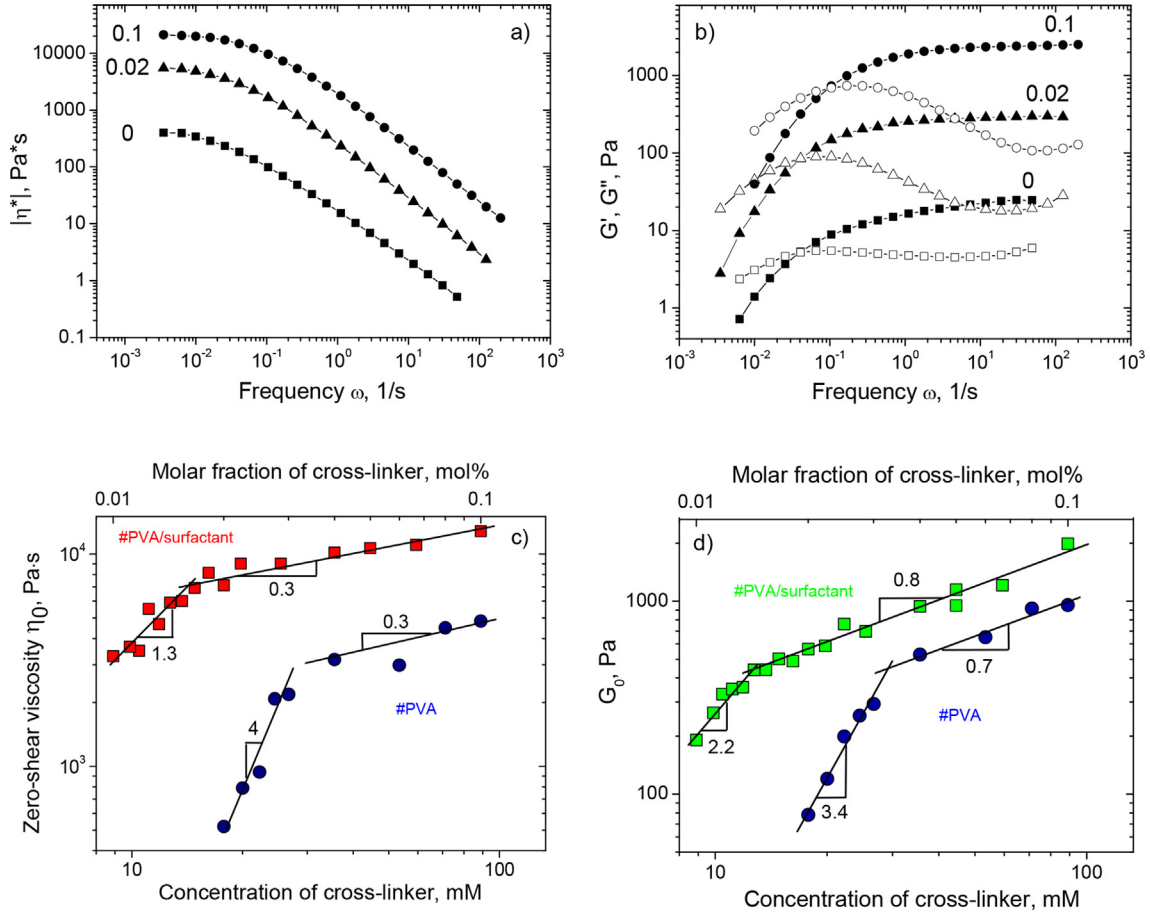 a)
10000
1000
100
10
1
0.1
0.1
0.02
0
10⁻³ 10⁻² 10⁻¹ 10⁰ 10¹ 10² 10³
|η*|, Pa*s
Frequency ω, 1/s
b)
1000
100
10
1
0.1
0.02
0
10⁻³ 10⁻² 10⁻¹ 10⁰ 10¹ 10² 10³
G', G'', Pa
Frequency ω, 1/s
Molar fraction of cross-linker, mol%
0.01 0.1
c)
10⁴
10³
#PVA/surfactant
0.3
1.3
0.3
4
#PVA
10 100
Zero-shear viscosity η₀, Pa·s
Concentration of cross-linker, mM
Molar fraction of cross-linker, mol%
0.01 0.1
d)
1000
100
#PVA/surfactant
0.8
2.2
0.7
3.4
#PVA
10 100
G₀, Pa
Concentration of cross-linker, mM